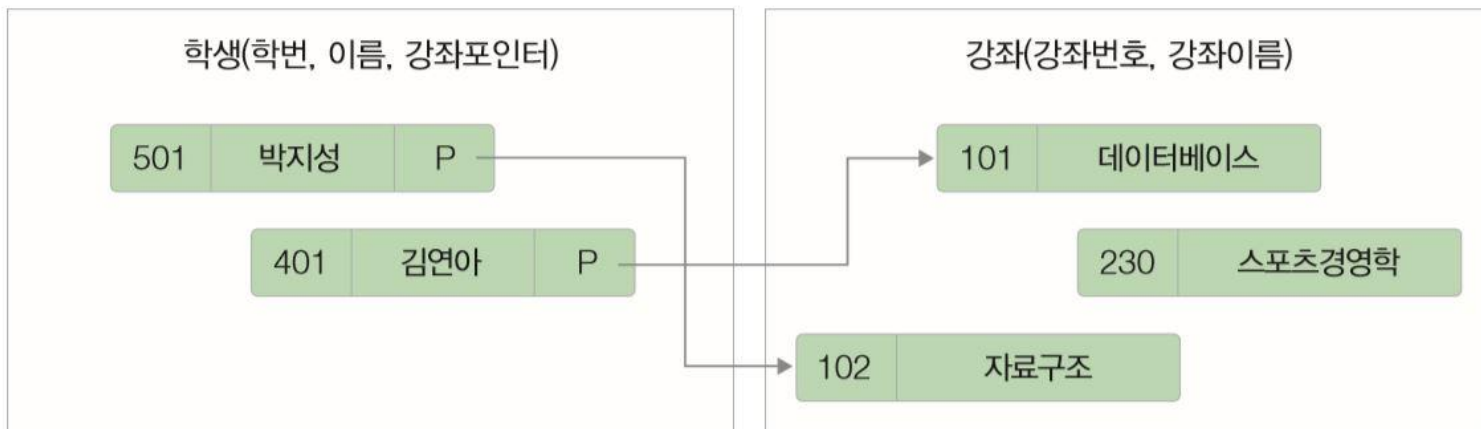 학생(학번, 이름, 강좌포인터)
501 박지성 P
401 김연아 P
강좌(강좌번호, 강좌이름)
101 데이터베이스
230 스포츠경영학
102 자료구조